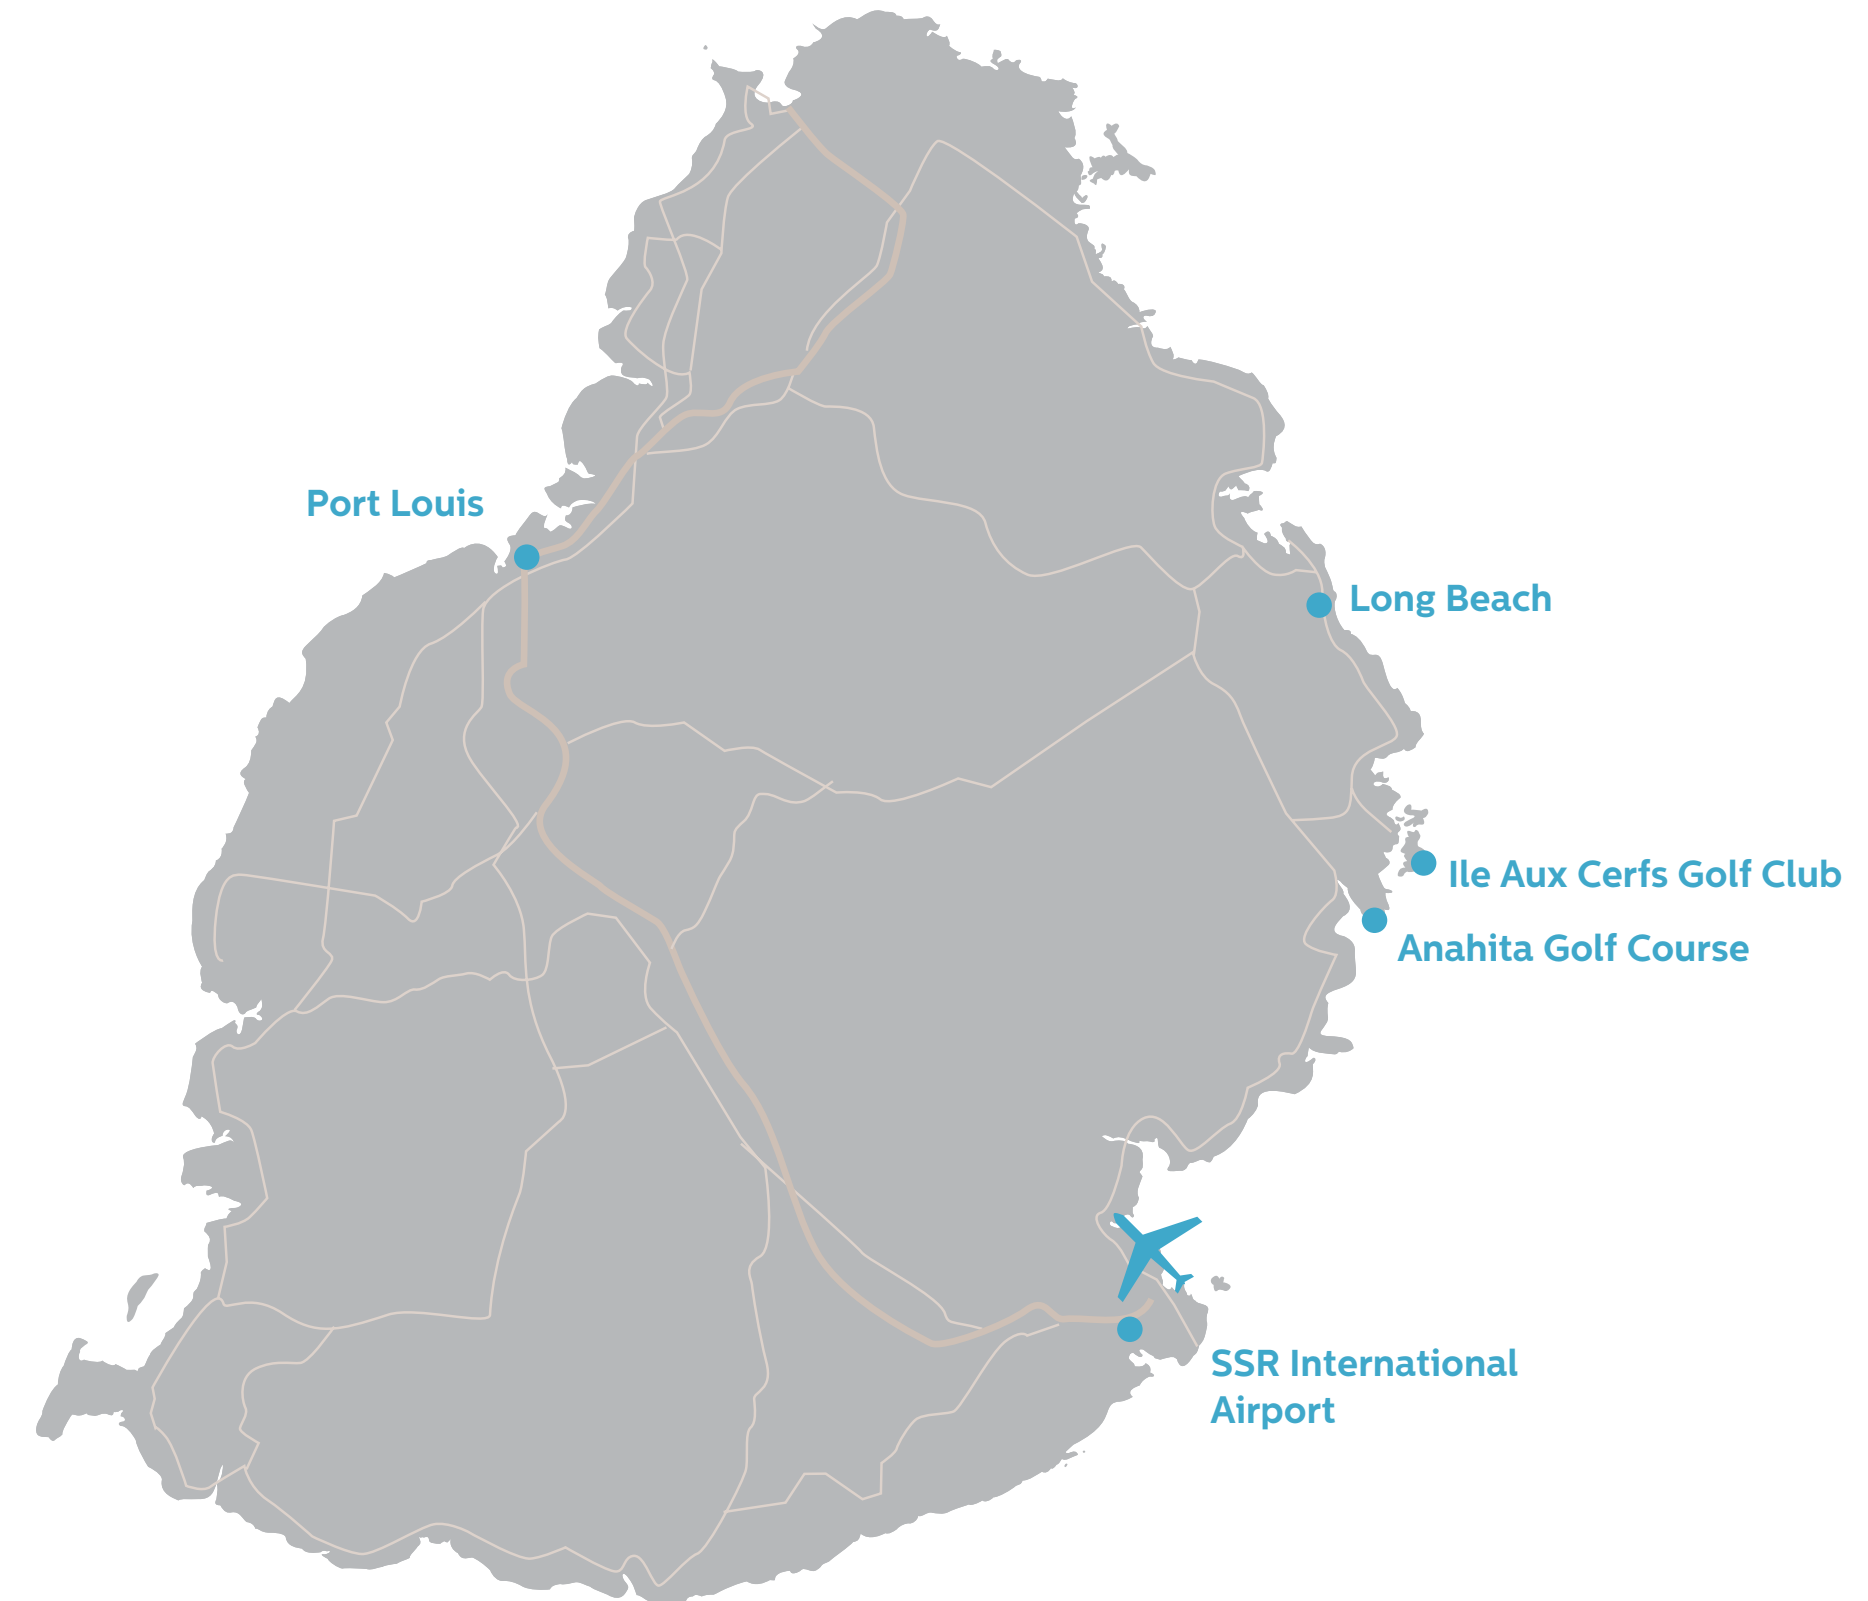 Port Louis
Long Beach
Ile Aux Cerfs Golf Club
Anahita Golf Course
SSR International
Airport